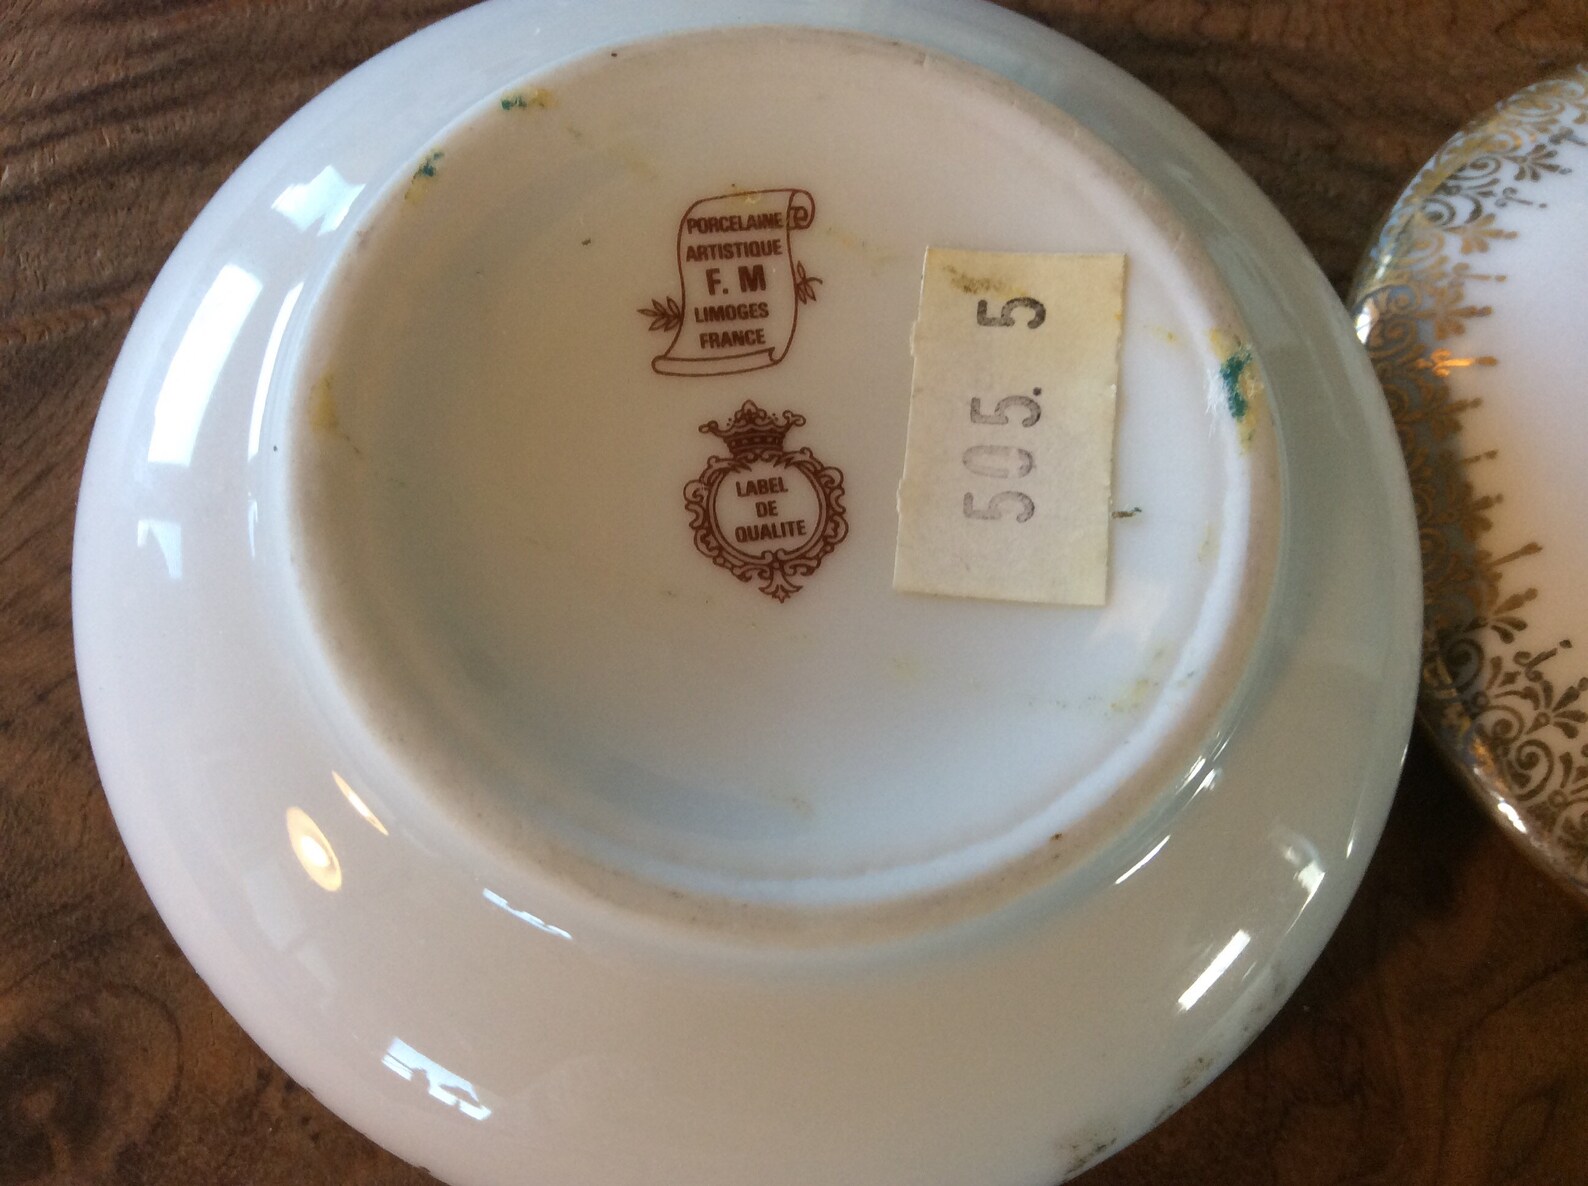 PORCELAINE
ARTISTIQUE
F. M
LIMOGES
FRANCE
LABEL
DE
QUALITE
505. 5